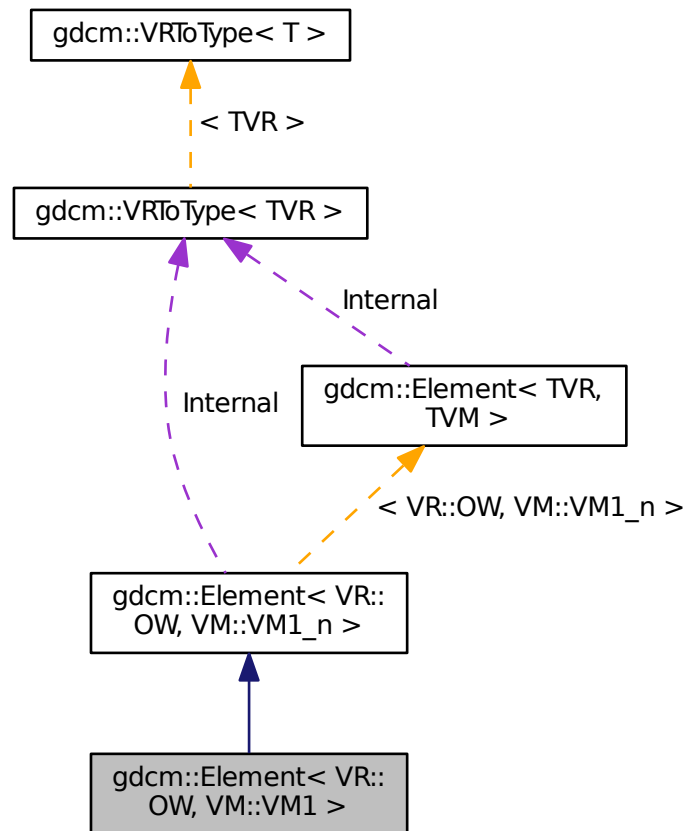 gdcm::VRToType< T >
< TVR >
gdcm::VRToType< TVR >
Internal
Internal
gdcm::Element< TVR,
TVM >
< VR::OW, VM::VM1_n >
gdcm::Element< VR::
OW, VM::VM1_n >
gdcm::Element< VR::
OW, VM::VM1 >